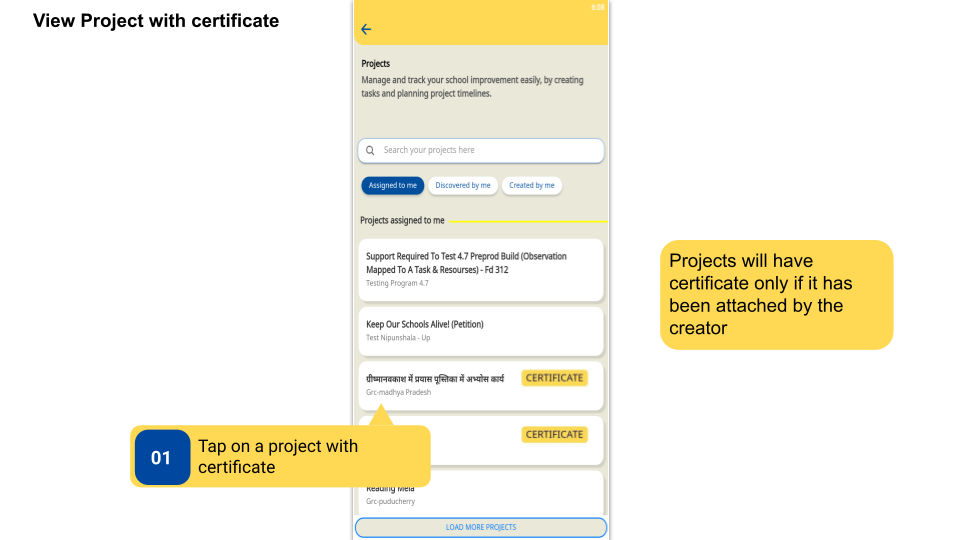 View Project with certificate
9:00
Projects
Manage and track your school improvement easily, by creating
tasks and planning project timelines.
Search your projects here
Assigned to me
Discovered by me
Created by me
Projects assigned to me
Support Required To Test 4.7 Preprod Build (Observation
Mapped To A Task & Resourses) - Fd 312
Testing Program 4.7
Keep Our Schools Alive! (Petition)
Test Nipunshala - Up
ग्रीष्मानवकाश में प्रयास पूस्तिका में अभ्योस कार्य
CERTIFICATE
Grc-madhya Pradesh
CERTIFICATE
01
Tap on a project with
certificate
Reading Mela
Grc-puducherry
LOAD MORE PROJECTS
Projects will have
certificate only if it has
been attached by the
creator